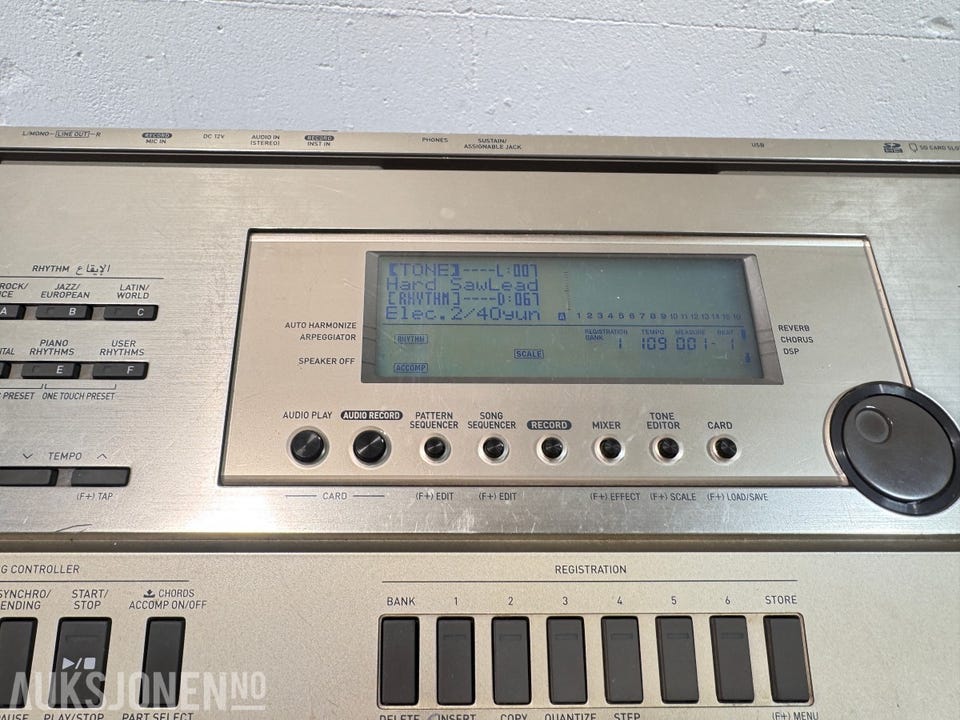 L/MONO—LINE OUT—R RECORD DC 12V AUDIO IN RECORD PHONES SUSTAIN/ USB SD CARD
MIC IN (STEREO) INST IN ASSIGNABLE JACK
RHYTHM الإيقاع
ROCK/ JAZZ/ LATIN/
EUROPEAN WORLD
A B C
PIANO USER
RHYTHMS RHYTHMS
E F
PRESET ONE TOUCH PRESET
TEMPO
(F+) TAP
[TONE]----L:007
Hard SawLead
[RHYTHM]----D:067
Elec.2/4Oyun A 1 2 3 4 5 6 7 8 9 10 11 12 13 14 15 16
RHYTHM REGISTRATION TEMPO MEASURE BEAT
BANK 1 109 001- 1
SCALE
ACCOMP
AUTO HARMONIZE
ARPEGGIATOR
SPEAKER OFF
REVERB
CHORUS
DSP
AUDIO PLAY AUDIO RECORD PATTERN SEQUENCER SONG SEQUENCER RECORD MIXER TONE EDITOR CARD
CARD (F+) EDIT (F+) EDIT (F+) EFFECT (F+) SCALE (F+) LOAD/SAVE
CONTROLLER
SYNCHRO/ START/ CHORDS
ENDING STOP ACCOMP ON/OFF
REGISTRATION
BANK 1 2 3 4 5 6 STORE
PAUSE PLAY/STOP PART SELECT
DELETE INSERT COPY QUANTIZE STEP (F+) MENU
AUKSJONEN.NO